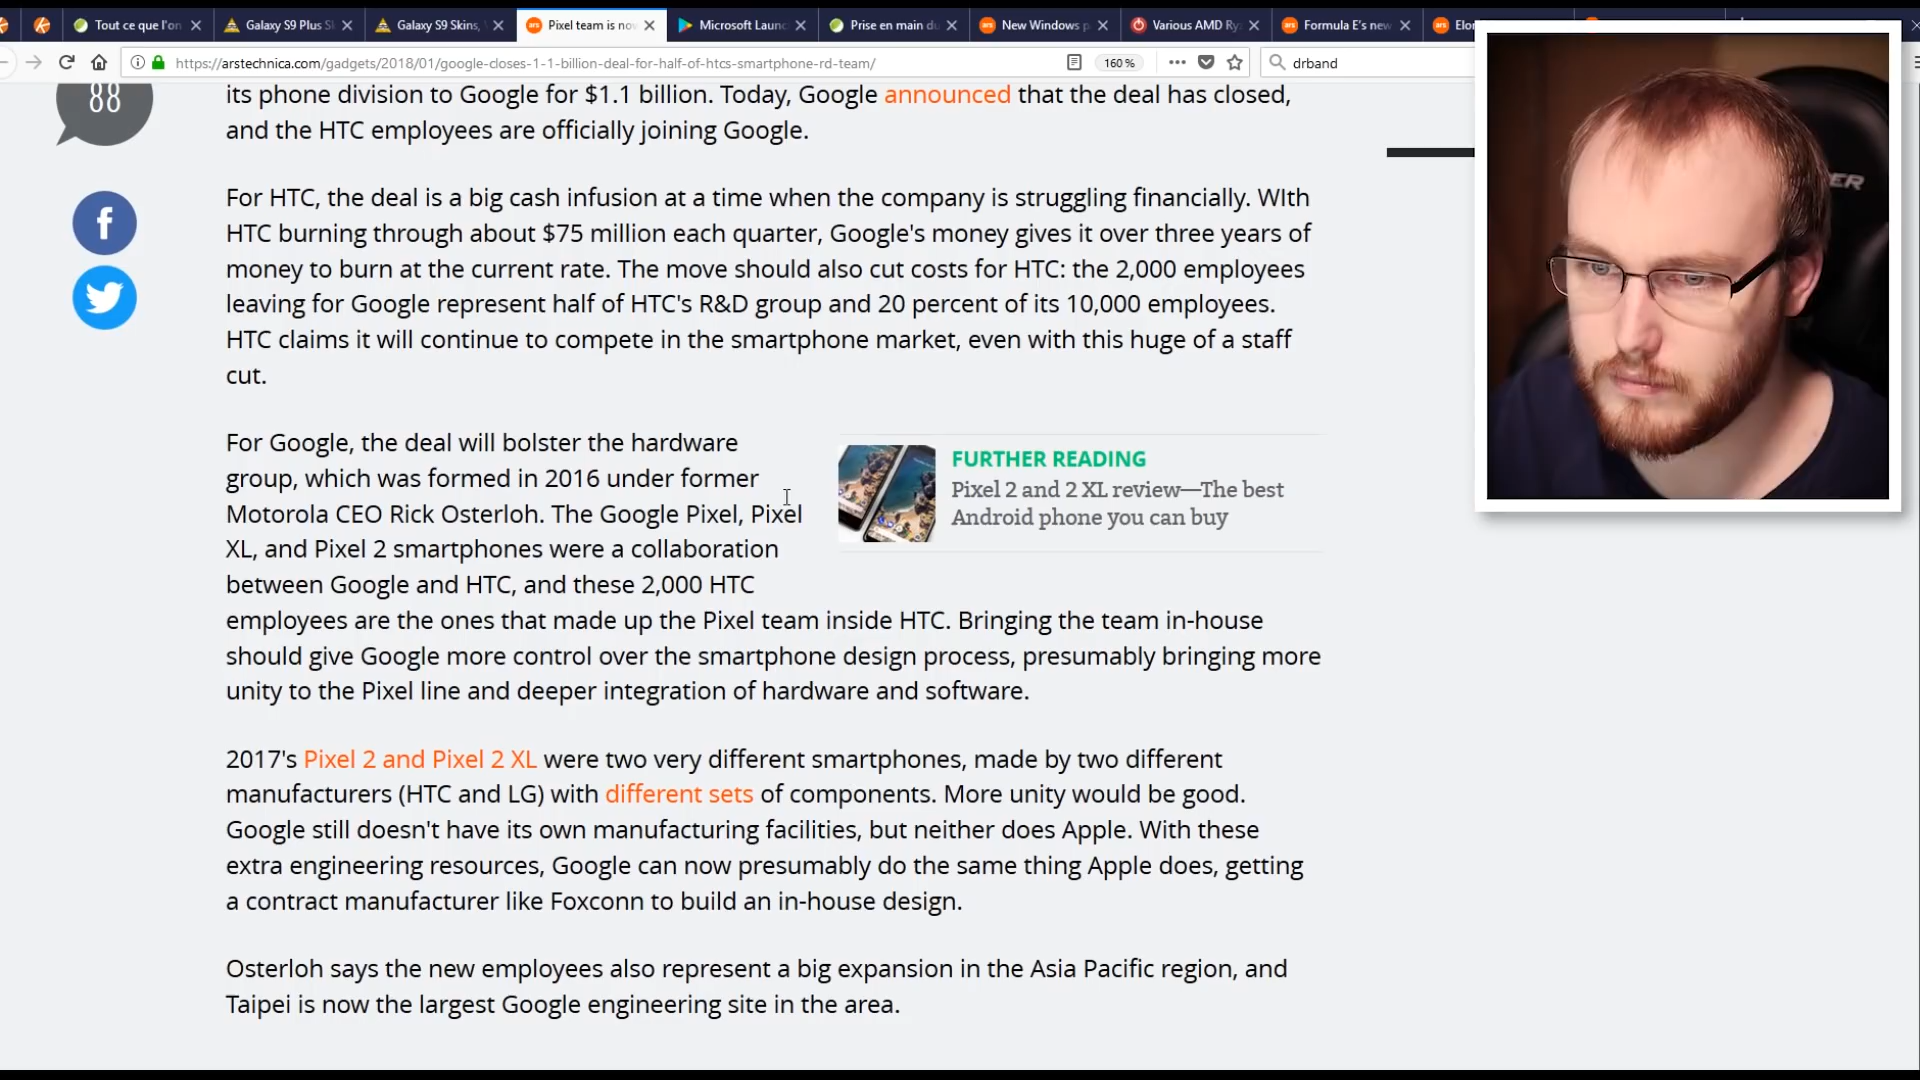 Tout ce que l'on
Galaxy S9 Plus S
Galaxy S9 Skins,
ars Pixel team is no
Microsoft Launc
Prise en main du
ars New Windows p
Various AMD Ry
ars Formula E's new
ars Elon
https://arstechnica.com/gadgets/2018/01/google-closes-1-1-billion-deal-for-half-of-htcs-smartphone-rd-team/
160 %
drband
88
its phone division to Google for $1.1 billion. Today, Google announced that the deal has closed,
and the HTC employees are officially joining Google.
For HTC, the deal is a big cash infusion at a time when the company is struggling financially. WIth
HTC burning through about $75 million each quarter, Google's money gives it over three years of
money to burn at the current rate. The move should also cut costs for HTC: the 2,000 employees
leaving for Google represent half of HTC's R&D group and 20 percent of its 10,000 employees.
HTC claims it will continue to compete in the smartphone market, even with this huge of a staff
cut.
For Google, the deal will bolster the hardware
group, which was formed in 2016 under former
Motorola CEO Rick Osterloh. The Google Pixel, Pixel
XL, and Pixel 2 smartphones were a collaboration
between Google and HTC, and these 2,000 HTC
employees are the ones that made up the Pixel team inside HTC. Bringing the team in-house
should give Google more control over the smartphone design process, presumably bringing more
unity to the Pixel line and deeper integration of hardware and software.
FURTHER READING
Pixel 2 and 2 XL review—The best
Android phone you can buy
2017's Pixel 2 and Pixel 2 XL were two very different smartphones, made by two different
manufacturers (HTC and LG) with different sets of components. More unity would be good.
Google still doesn't have its own manufacturing facilities, but neither does Apple. With these
extra engineering resources, Google can now presumably do the same thing Apple does, getting
a contract manufacturer like Foxconn to build an in-house design.
Osterloh says the new employees also represent a big expansion in the Asia Pacific region, and
Taipei is now the largest Google engineering site in the area.